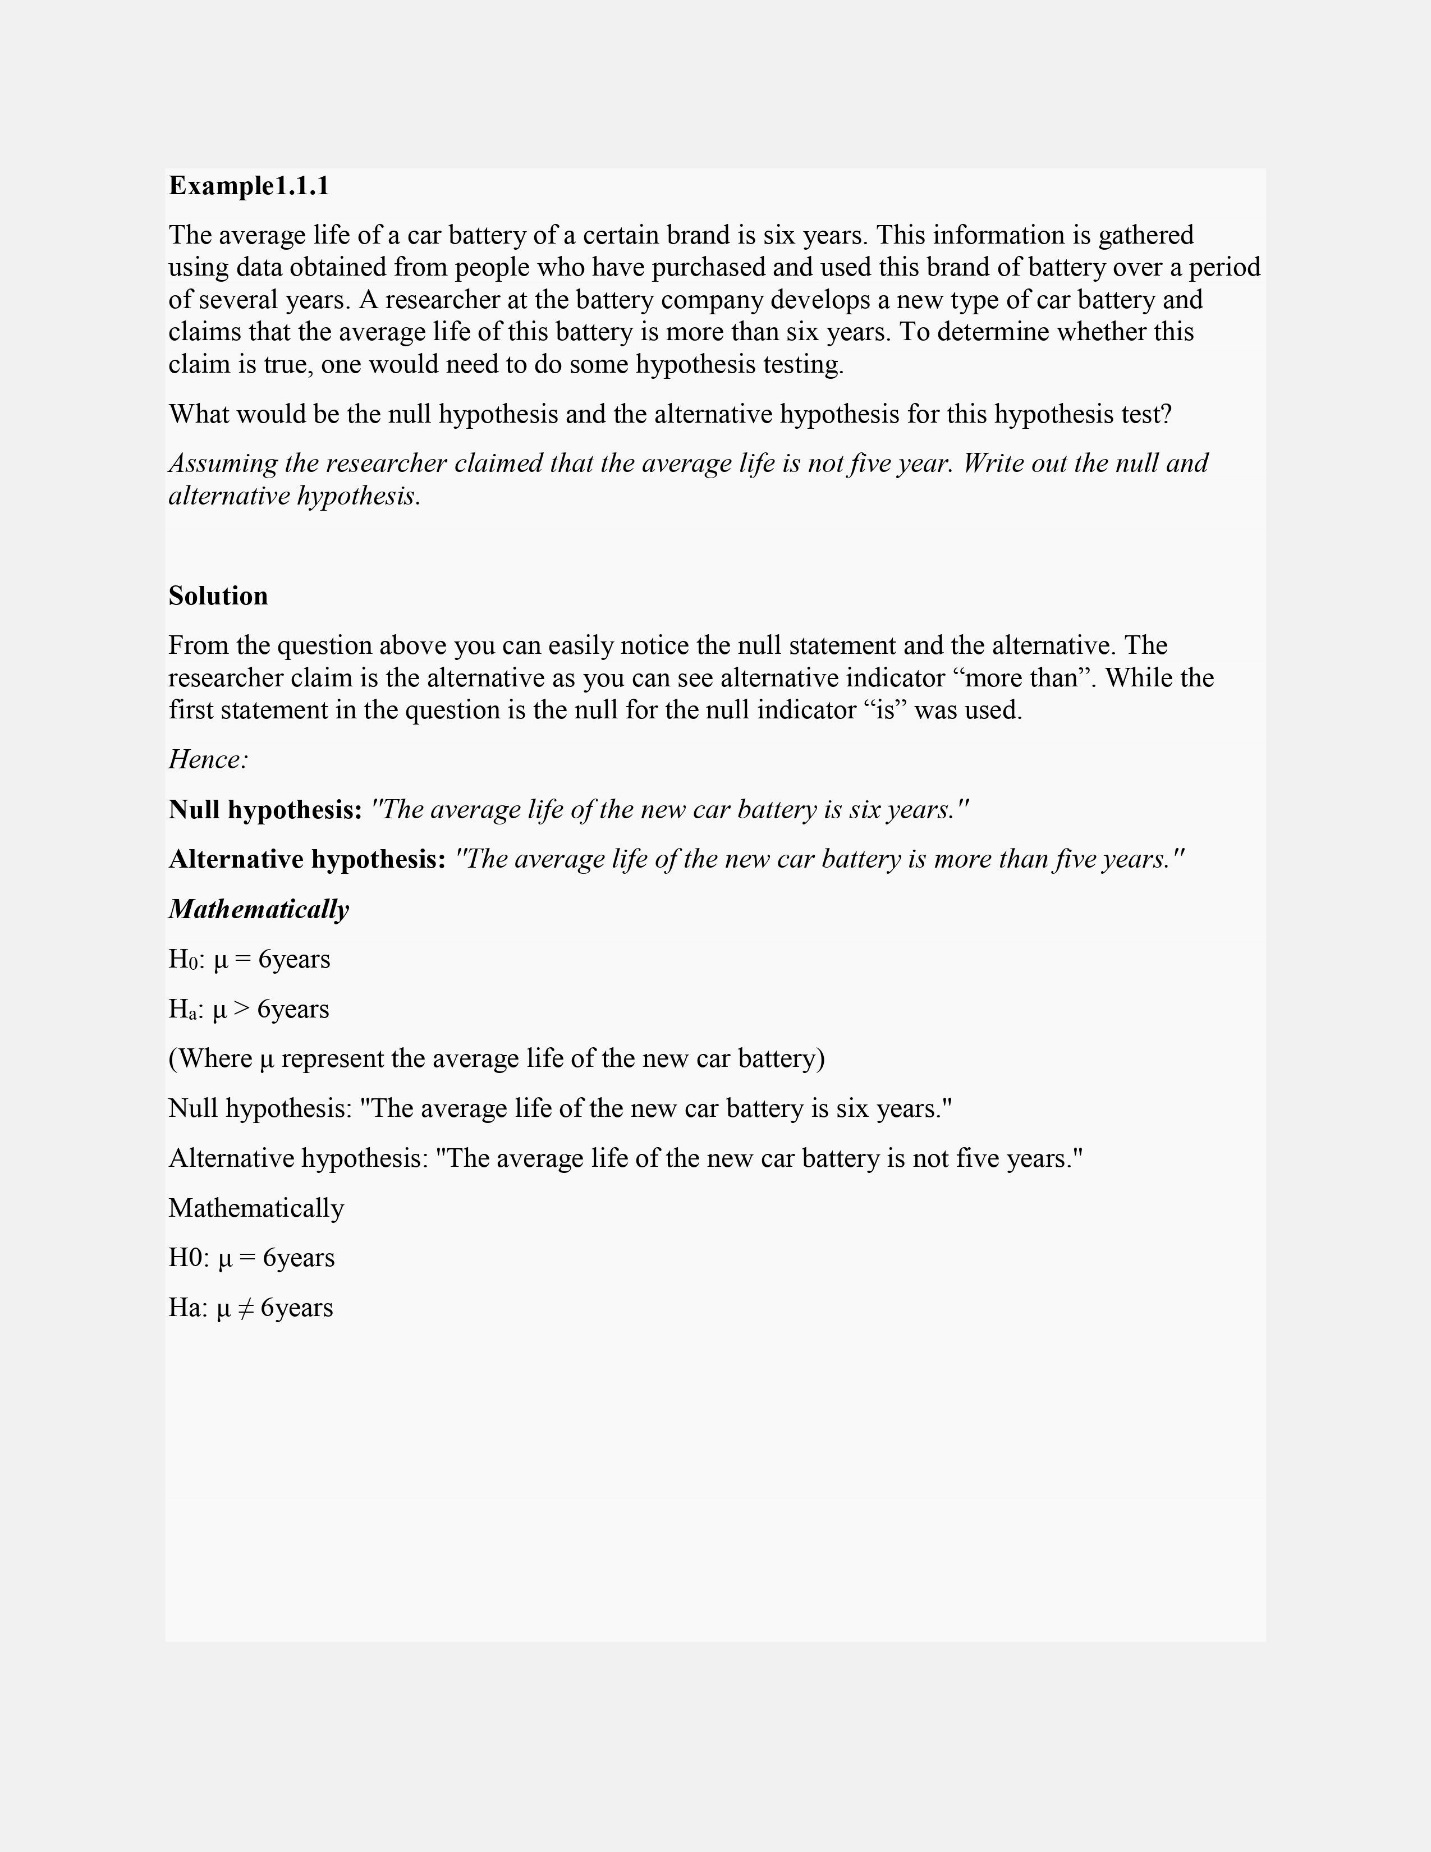 Example1.1.1
The average life of a car battery of a certain brand is six years. This information is gathered
using data obtained from people who have purchased and used this brand of battery over a period
of several years. A researcher at the battery company develops a new type of car battery and
claims that the average life of this battery is more than six years. To determine whether this
claim is true, one would need to do some hypothesis testing.
What would be the null hypothesis and the alternative hypothesis for this hypothesis test?
Assuming the researcher claimed that the average life is not five year. Write out the null and
alternative hypothesis.
Solution
From the question above you can easily notice the null statement and the alternative. The
researcher claim is the alternative as you can see alternative indicator “more than”. While the
first statement in the question is the null for the null indicator “is” was used.
Hence:
Null hypothesis: "The average life of the new car battery is six years."
Alternative hypothesis: "The average life of the new car battery is more than five years."
Mathematically
H₀: μ = 6years
Hₐ: μ > 6years
(Where μ represent the average life of the new car battery)
Null hypothesis: "The average life of the new car battery is six years."
Alternative hypothesis: "The average life of the new car battery is not five years."
Mathematically
H0: μ = 6years
Ha: μ ≠ 6years